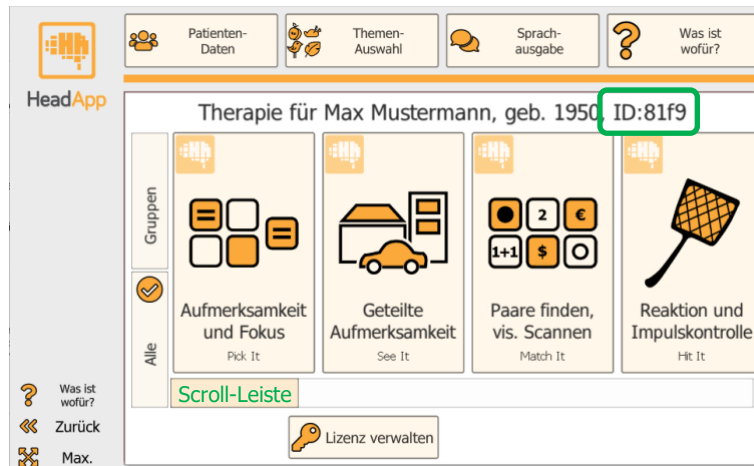 Patienten-
Daten
Themen-
Auswahl
Sprach-
ausgabe
Was ist
wofür?
HeadApp
Therapie für Max Mustermann, geb. 1950, ID:81f9
Gruppen
Alle
= =
2 €
1+1 $
Aufmerksamkeit
und Fokus
Pick It
Geteilte
Aufmerksamkeit
See It
Paare finden,
vis. Scannen
Match It
Reaktion und
Impulskontrolle
Hit It
Scroll-Leiste
Was ist
wofür?
Zurück
Max.
Lizenz verwalten